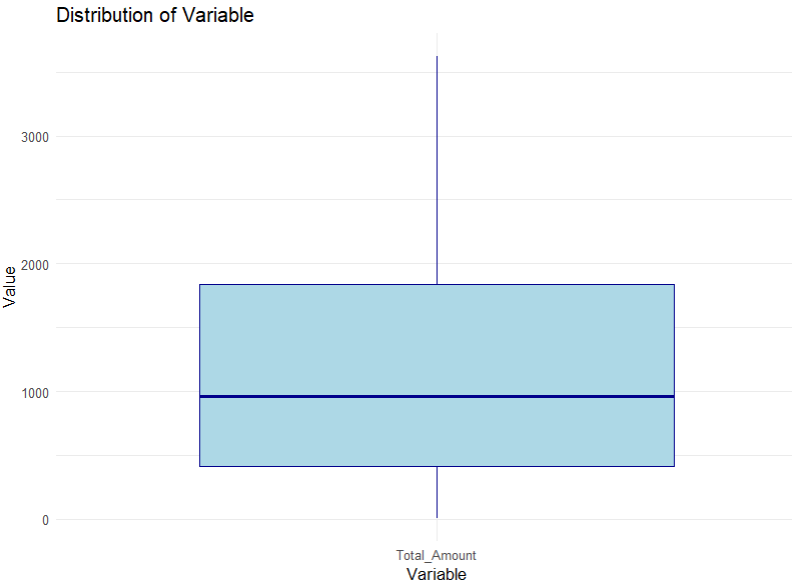 Distribution of Variable
3000
2000
1000
0
Value
Total_Amount
Variable